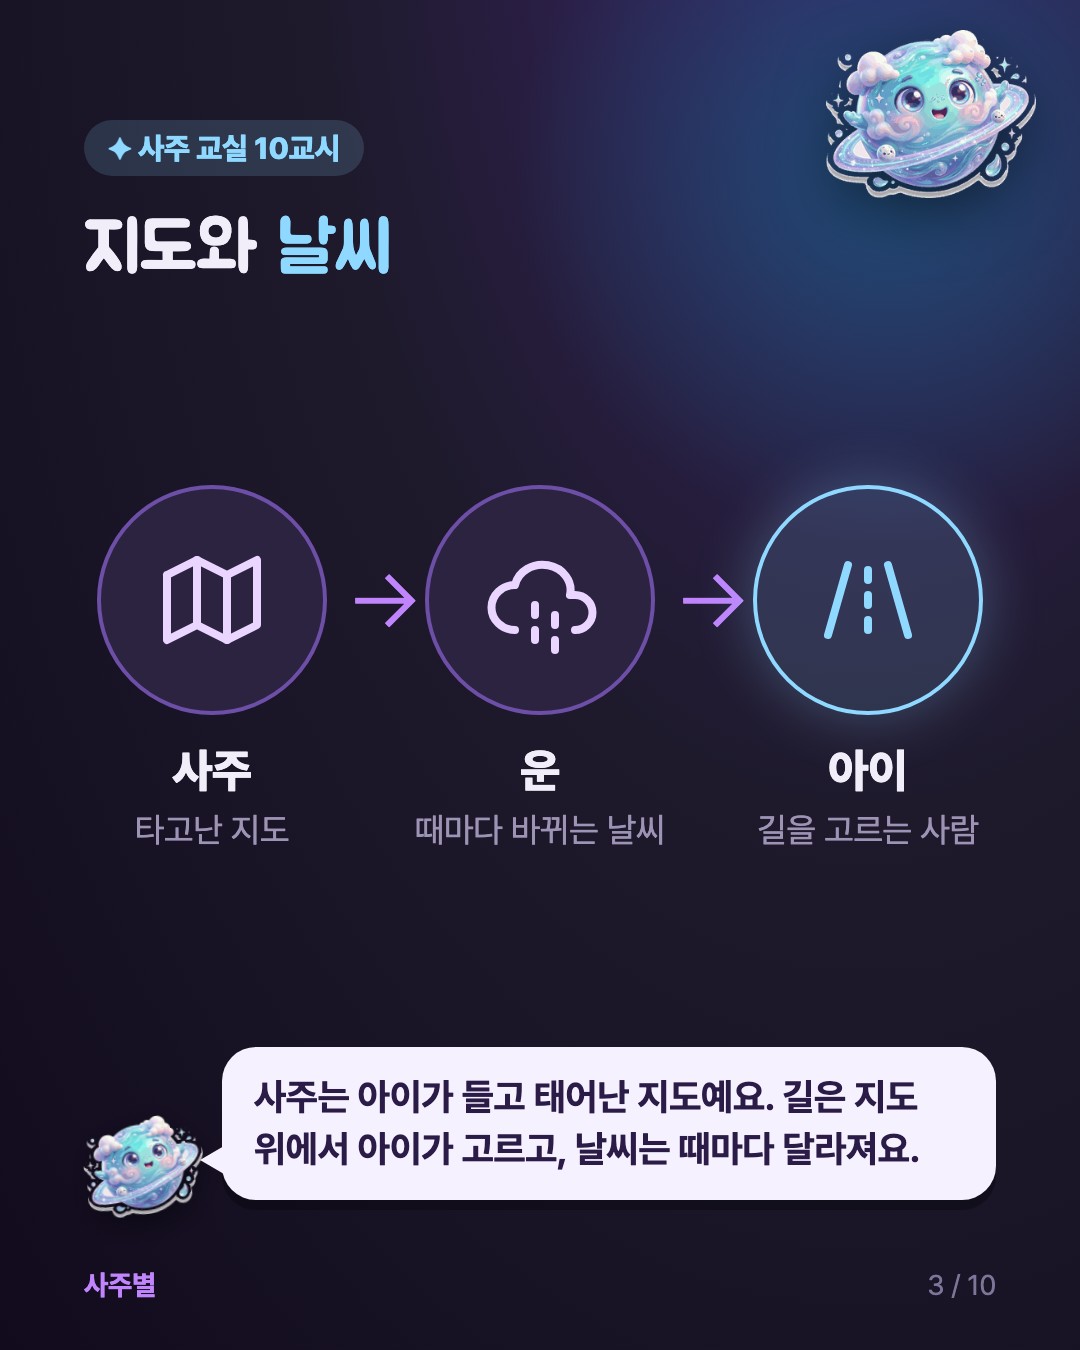 사주 교실 10교시
지도와 날씨
사주
타고난 지도
운
때마다 바뀌는 날씨
아이
길을 고르는 사람
사주는 아이가 들고 태어난 지도예요. 길은 지도
위에서 아이가 고르고, 날씨는 때마다 달라져요.
사주별
3 / 10